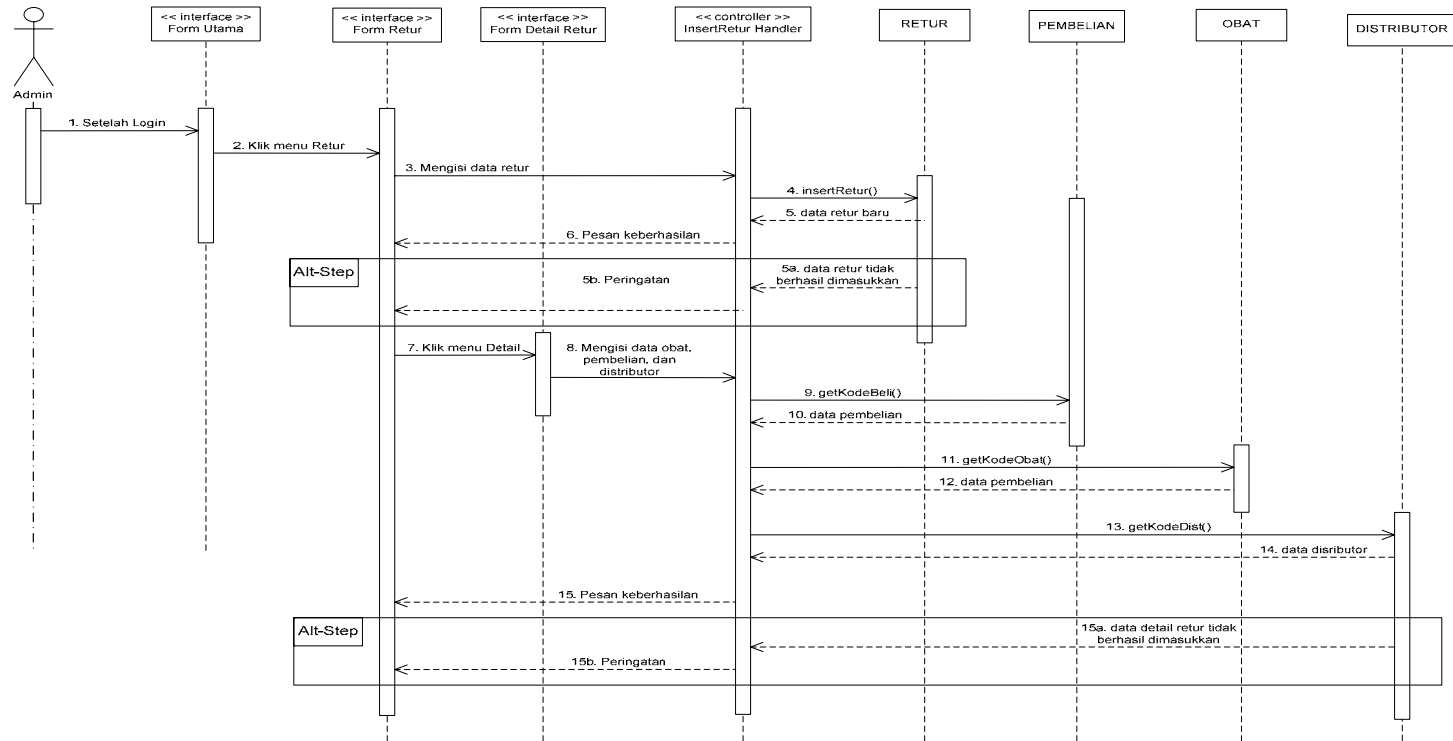 << interface >>
Form Utama
<< interface >>
Form Retur
<< interface >>
Form Detail Retur
<< controller >>
InsertRetur Handler
RETUR
PEMBELIAN
OBAT
DISTRIBUTOR
Admin
1. Setelah Login
2. Klik menu Retur
3. Mengisi data retur
4. insertRetur()
5. data retur baru
6. Pesan keberhasilan
Alt-Step
5a. data retur tidak
berhasil dimasukkan
5b. Peringatan
7. Klik menu Detail
8. Mengisi data obat,
pembelian, dan
distributor
9. getKodeBeli()
10. data pembelian
11. getKodeObat()
12. data pembelian
13. getKodeDist()
14. data disributor
15. Pesan keberhasilan
Alt-Step
15a. data detail retur tidak
berhasil dimasukkan
15b. Peringatan